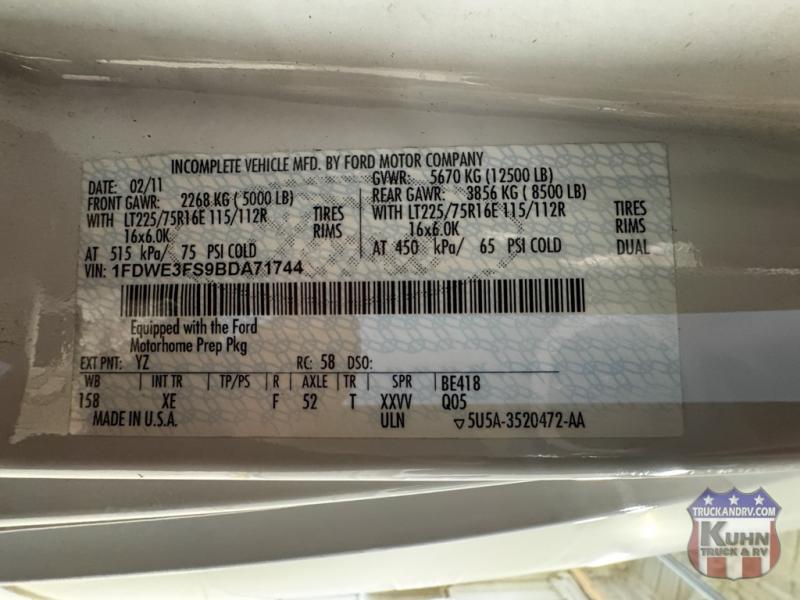 INCOMPLETE VEHICLE MFD. BY FORD MOTOR COMPANY
DATE: 02/11 GVWR: 5670 KG (12500 LB)
FRONT GAWR: 2268 KG ( 5000 LB) REAR GAWR: 3856 KG ( 8500 LB)
WITH LT225/75R16E 115/112R TIRES WITH LT225/75R16E 115/112R TIRES
16x6.0K RIMS 16x6.0K RIMS
AT 515 kPa/ 75 PSI COLD AT 450 kPa/ 65 PSI COLD DUAL
VIN: 1FDWE3FS9BDA71744
Equipped with the Ford
Motorhome Prep Pkg
EXT PNT: YZ RC: 58 DSO:
WB INT TR TP/PS R AXLE TR SPR BE418
158 XE F 52 T XXVV Q05
MADE IN U.S.A. ULN ▽5U5A-3520472-AA
TRUCKANDRV.COM
KUHN
TRUCK & RV